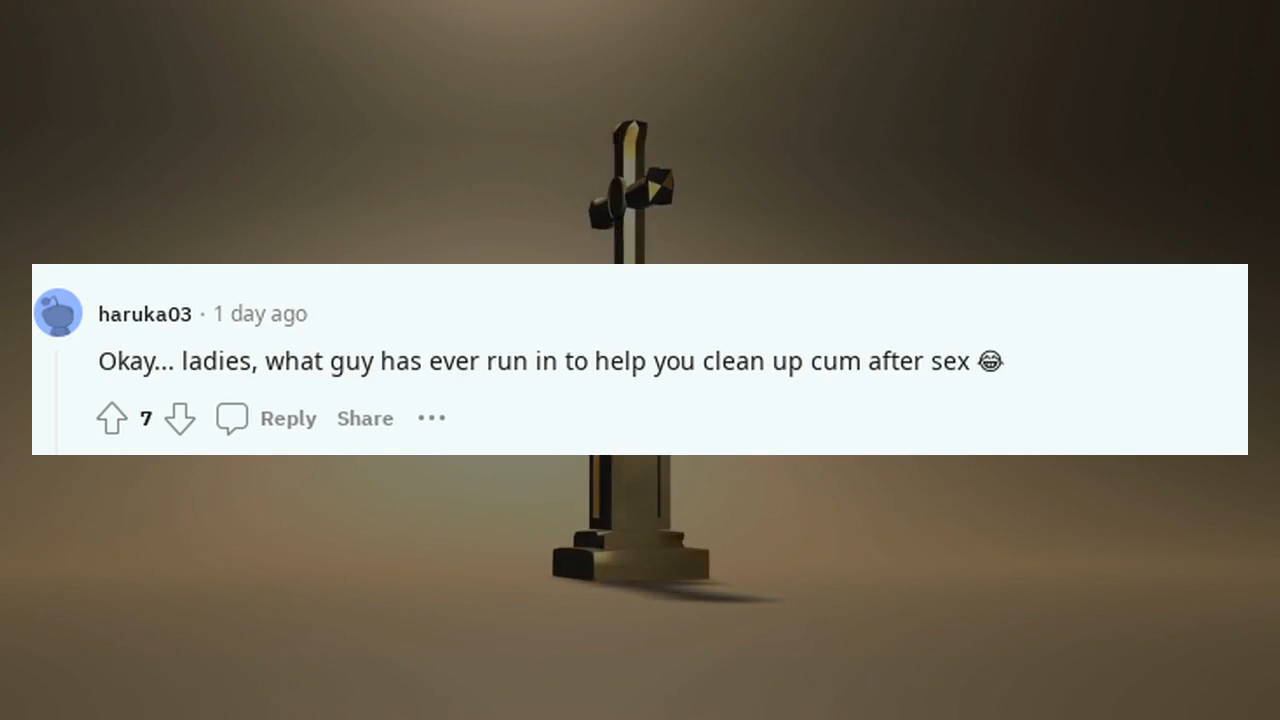 haruka03 · 1 day ago
Okay... ladies, what guy has ever run in to help you clean up cum after sex 😂
7 Reply Share ···